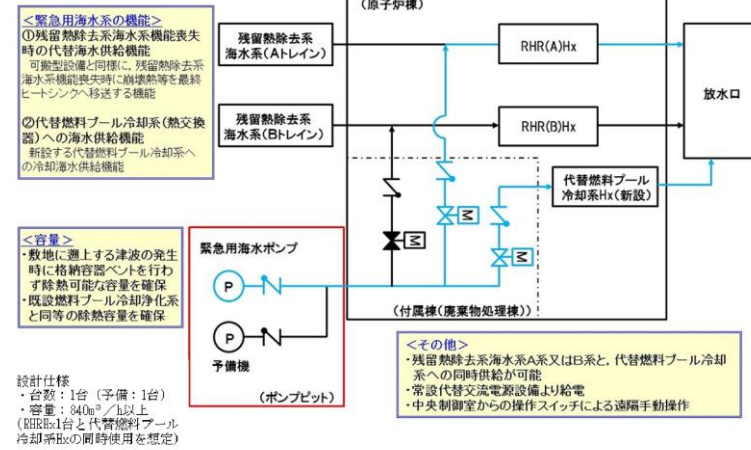 (原子炉棟)
<緊急用海水系の機能>
①残留熱除去系海水系機能喪失
時の代替海水供給機能
可搬型設備と同様に，残留熱除去系
海水系機能喪失時に崩壊熱等を最終
ヒートシンクへ移送する機能
②代替燃料プール冷却系(熱交換
器)への海水供給機能
新設する代替燃料プール冷却系へ
の冷却海水供給機能
残留熱除去系
海水系(Aトレイン)
RHR(A)Hx
放水口
残留熱除去系
海水系(Bトレイン)
RHR(B)Hx
代替燃料プール
冷却系Hx(新設)
M
M
M
<容量>
・敷地に遡上する津波の発生
時に格納容器ベントを行わ
ず除熱可能な容量を確保
・既設燃料プール冷却浄化系
と同等の除熱容量を確保
緊急用海水ポンプ
P
P
予備機
(ポンプピット)
(付属棟(廃棄物処理棟))
<その他>
・残留熱除去系海水系A系又はB系と，代替燃料プール冷却
系への同時供給が可能
・常設代替交流電源設備より給電
・中央制御室からの操作スイッチによる遠隔手動操作
設計仕様
・台数：1台（予備：1台）
・容量：840m³／h以上
(RHRHx1台と代替燃料プール
冷却系Hxの同時使用を想定)